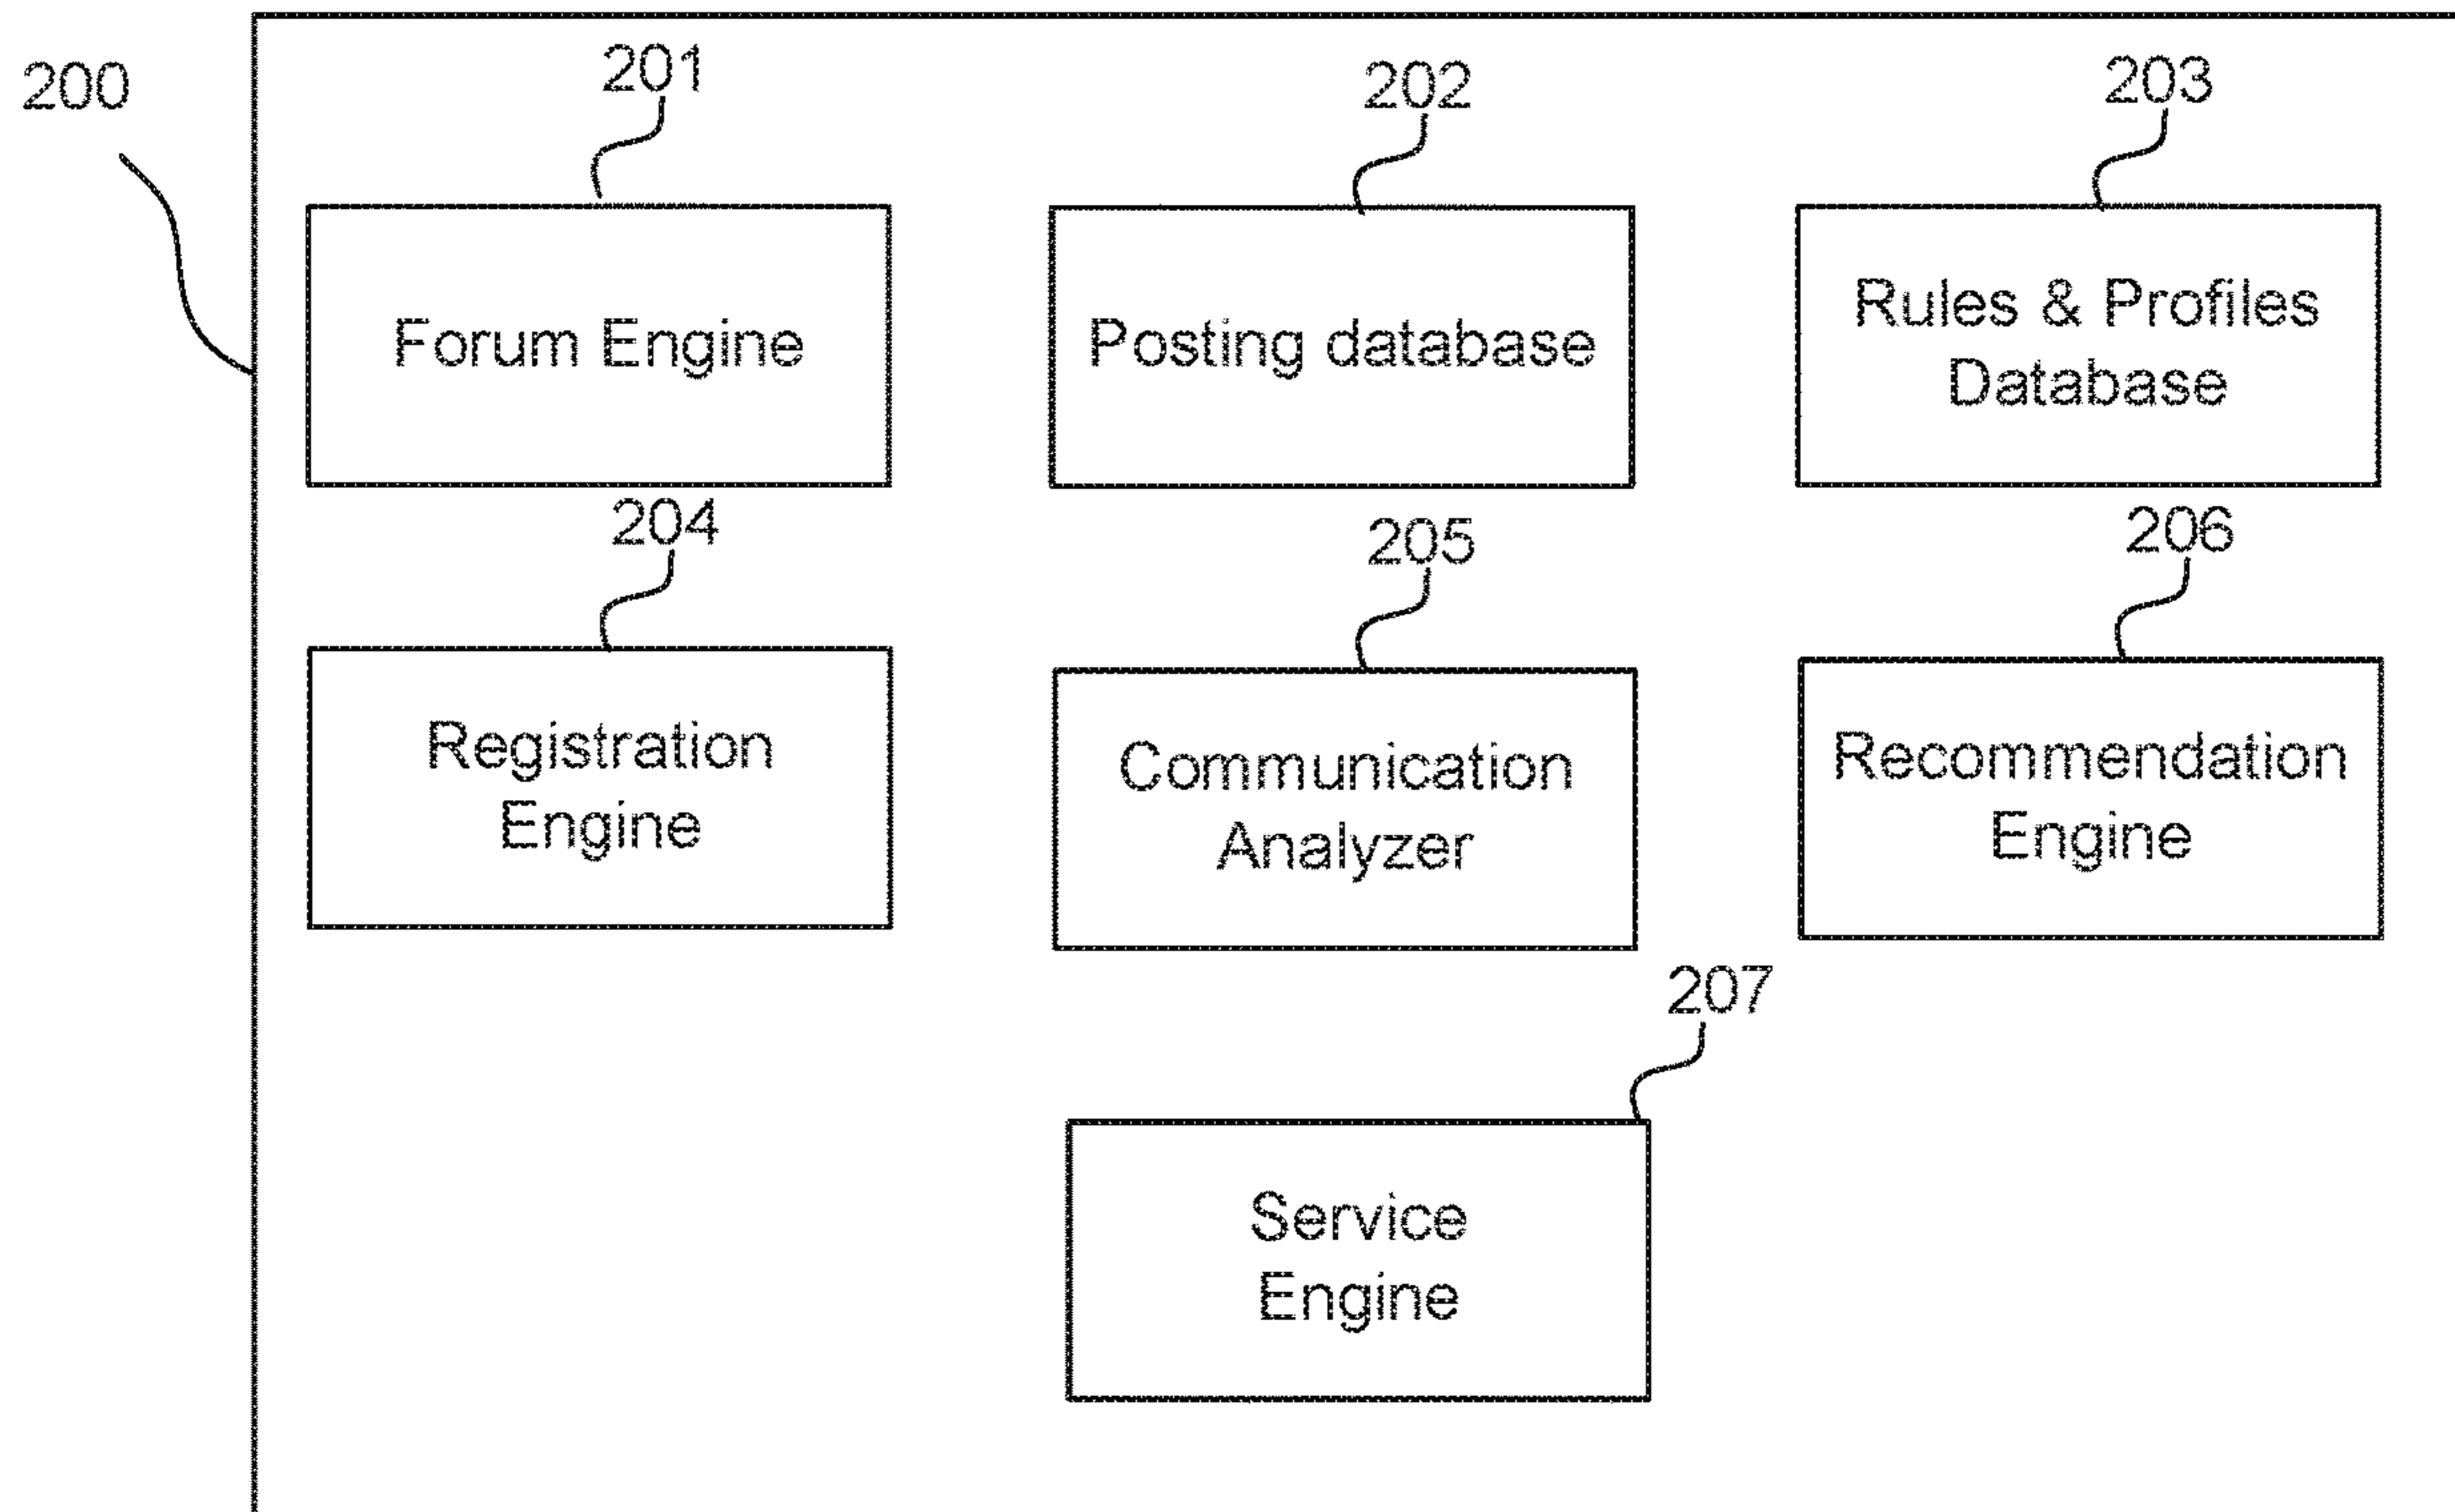 200
201
202
203
Forum Engine
Posting database
Rules & Profiles
Database
204
205
206
Registration
Engine
Communication
Analyzer
Recommendation
Engine
207
Service
Engine